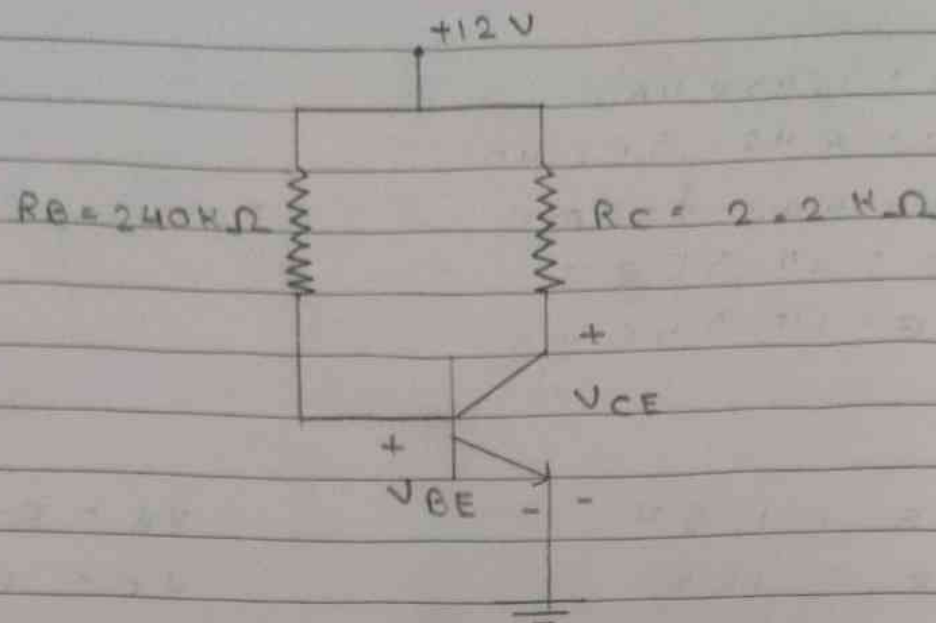 +12 V
RB = 240 KΩ
RC = 2.2 KΩ
+
VCE
+
VBE
- -